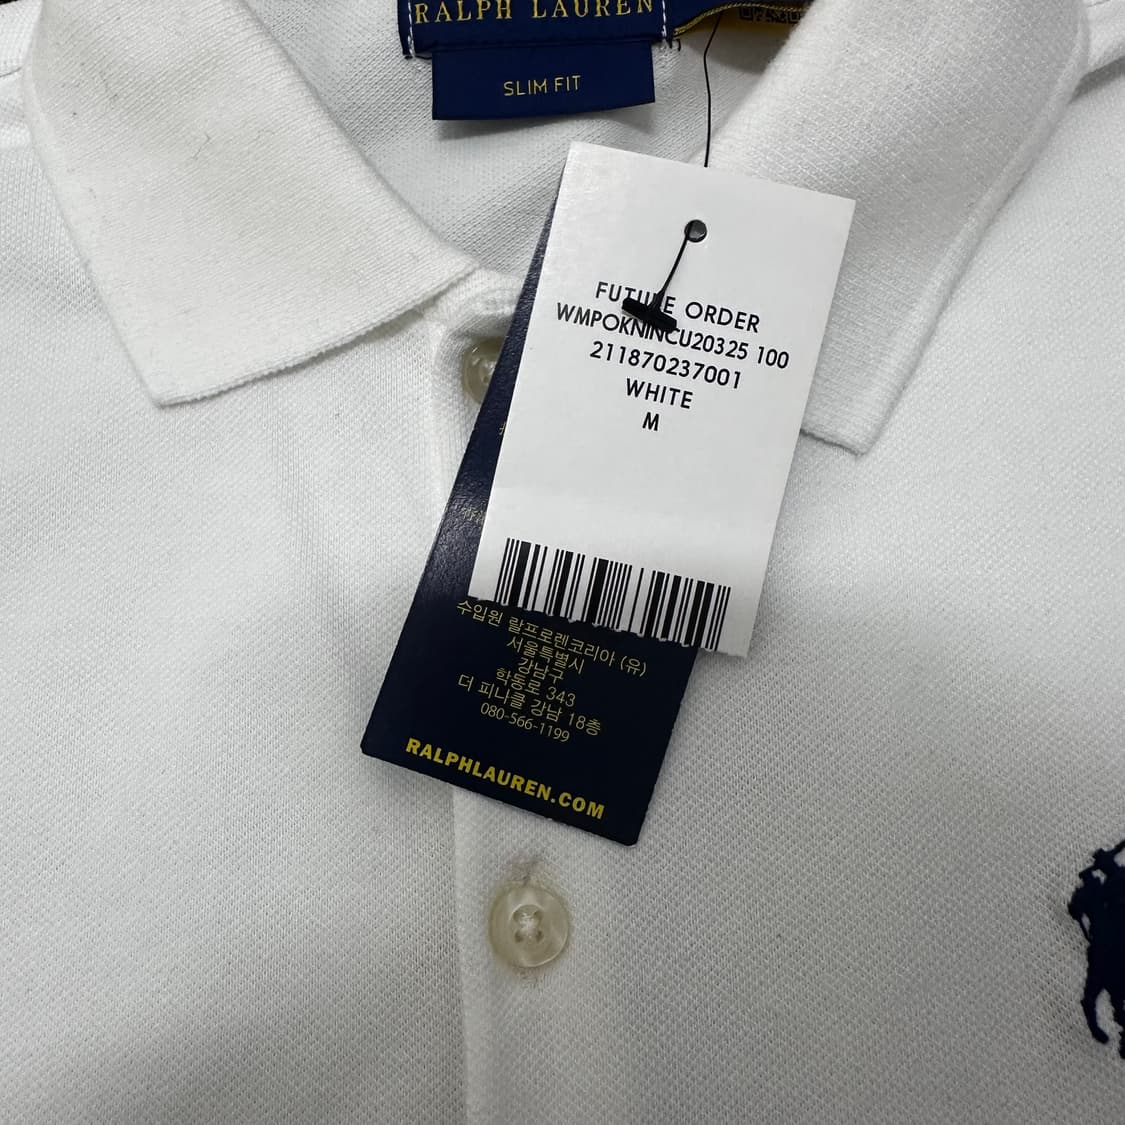 RALPH LAUREN
SLIM FIT
FUTURE ORDER
WMPOKNINCU20325 100
211870237001
WHITE
M
수입원 랄프로렌코리아 (유)
서울특별시
강남구
학동로 343
더 피나클 강남 18층
080-566-1199
RALPHLAUREN.COM